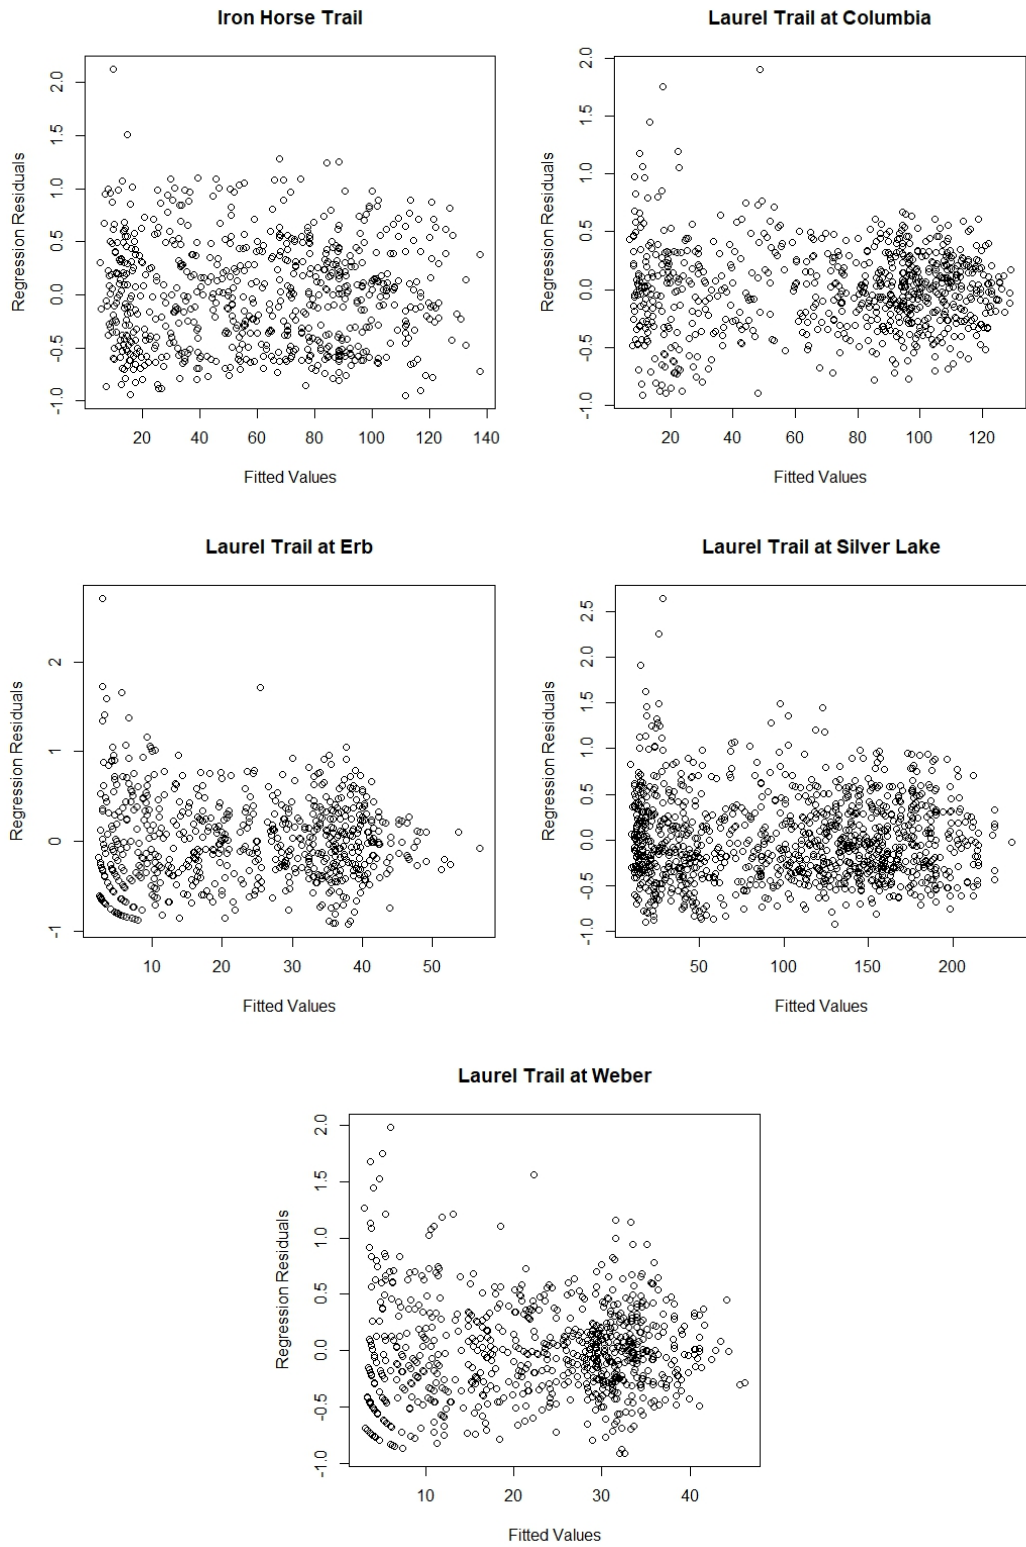 Iron Horse Trail
Regression Residuals
2.0
1.5
1.0
0.5
0.0
-0.5
-1.0
20 40 60 80 100 120 140
Fitted Values
Laurel Trail at Columbia
Regression Residuals
2.0
1.5
1.0
0.5
0.0
-0.5
-1.0
20 40 60 80 100 120
Fitted Values
Laurel Trail at Erb
Regression Residuals
2
1
0
-1
10 20 30 40 50
Fitted Values
Laurel Trail at Silver Lake
Regression Residuals
2.5
2.0
1.5
1.0
0.5
0.0
-0.5
-1.0
50 100 150 200
Fitted Values
Laurel Trail at Weber
Regression Residuals
2.0
1.5
1.0
0.5
0.0
-0.5
-1.0
10 20 30 40
Fitted Values